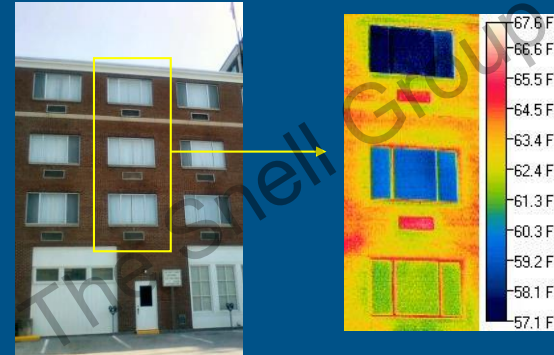 The Snell Group
67.6 F
66.6 F
65.5 F
64.5 F
63.4 F
62.4 F
61.3 F
60.3 F
59.2 F
58.1 F
57.1 F